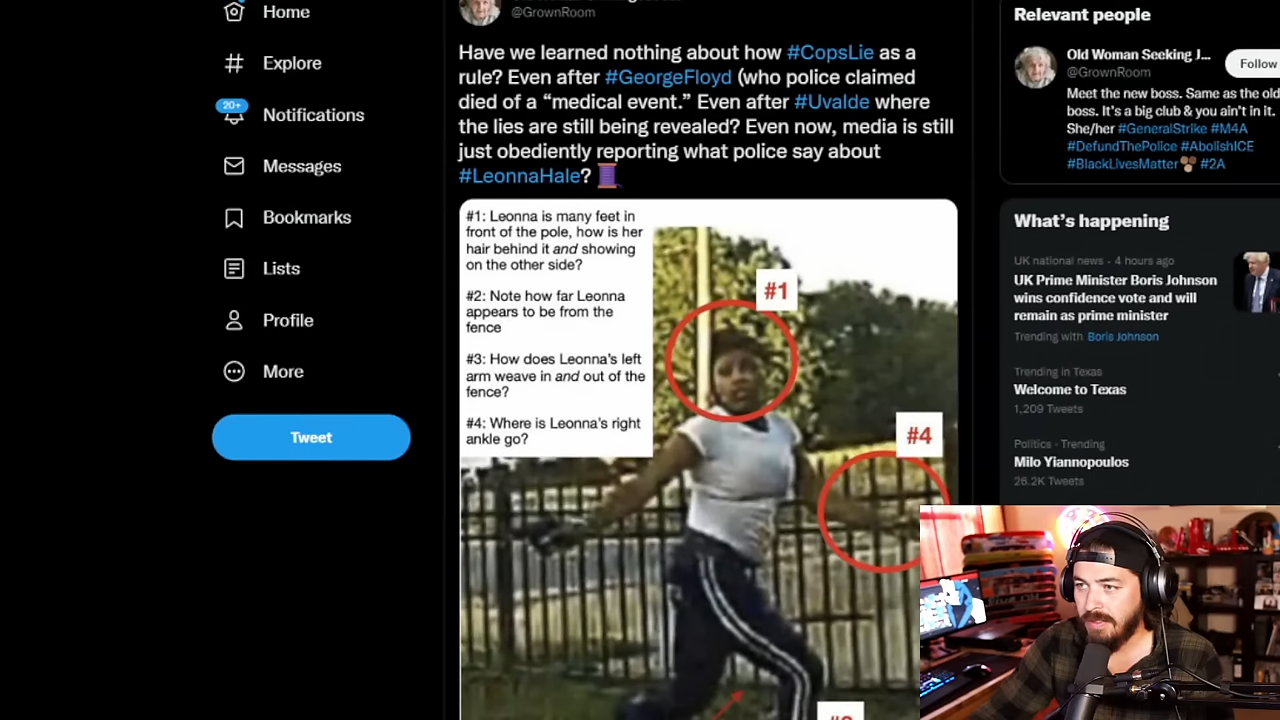 Home
Explore
20+
Notifications
Messages
Bookmarks
Lists
Profile
More
Tweet
@GrownRoom
Have we learned nothing about how #CopsLie as a
rule? Even after #GeorgeFloyd (who police claimed
died of a “medical event.” Even after #Uvalde where
the lies are still being revealed? Even now, media is still
just obediently reporting what police say about
#LeonnaHale?
#1: Leonna is many feet in
front of the pole, how is her
hair behind it and showing
on the other side?
#2: Note how far Leonna
appears to be from the
fence
#3: How does Leonna's left
arm weave in and out of the
fence?
#4: Where is Leonna's right
ankle go?
#1
#4
Relevant people
Old Woman Seeking J...
@GrownRoom
Follow
Meet the new boss. Same as the old
boss. It's a big club & you ain't in it.
She/her #GeneralStrike #M4A
#DefundThePolice #AbolishICE
#BlackLivesMatter #2A
What's happening
UK national news · 4 hours ago
UK Prime Minister Boris Johnson
wins confidence vote and will
remain as prime minister
Trending with Boris Johnson
Trending in Texas
Welcome to Texas
1,209 Tweets
Politics · Trending
Milo Yiannopoulos
26.2K Tweets